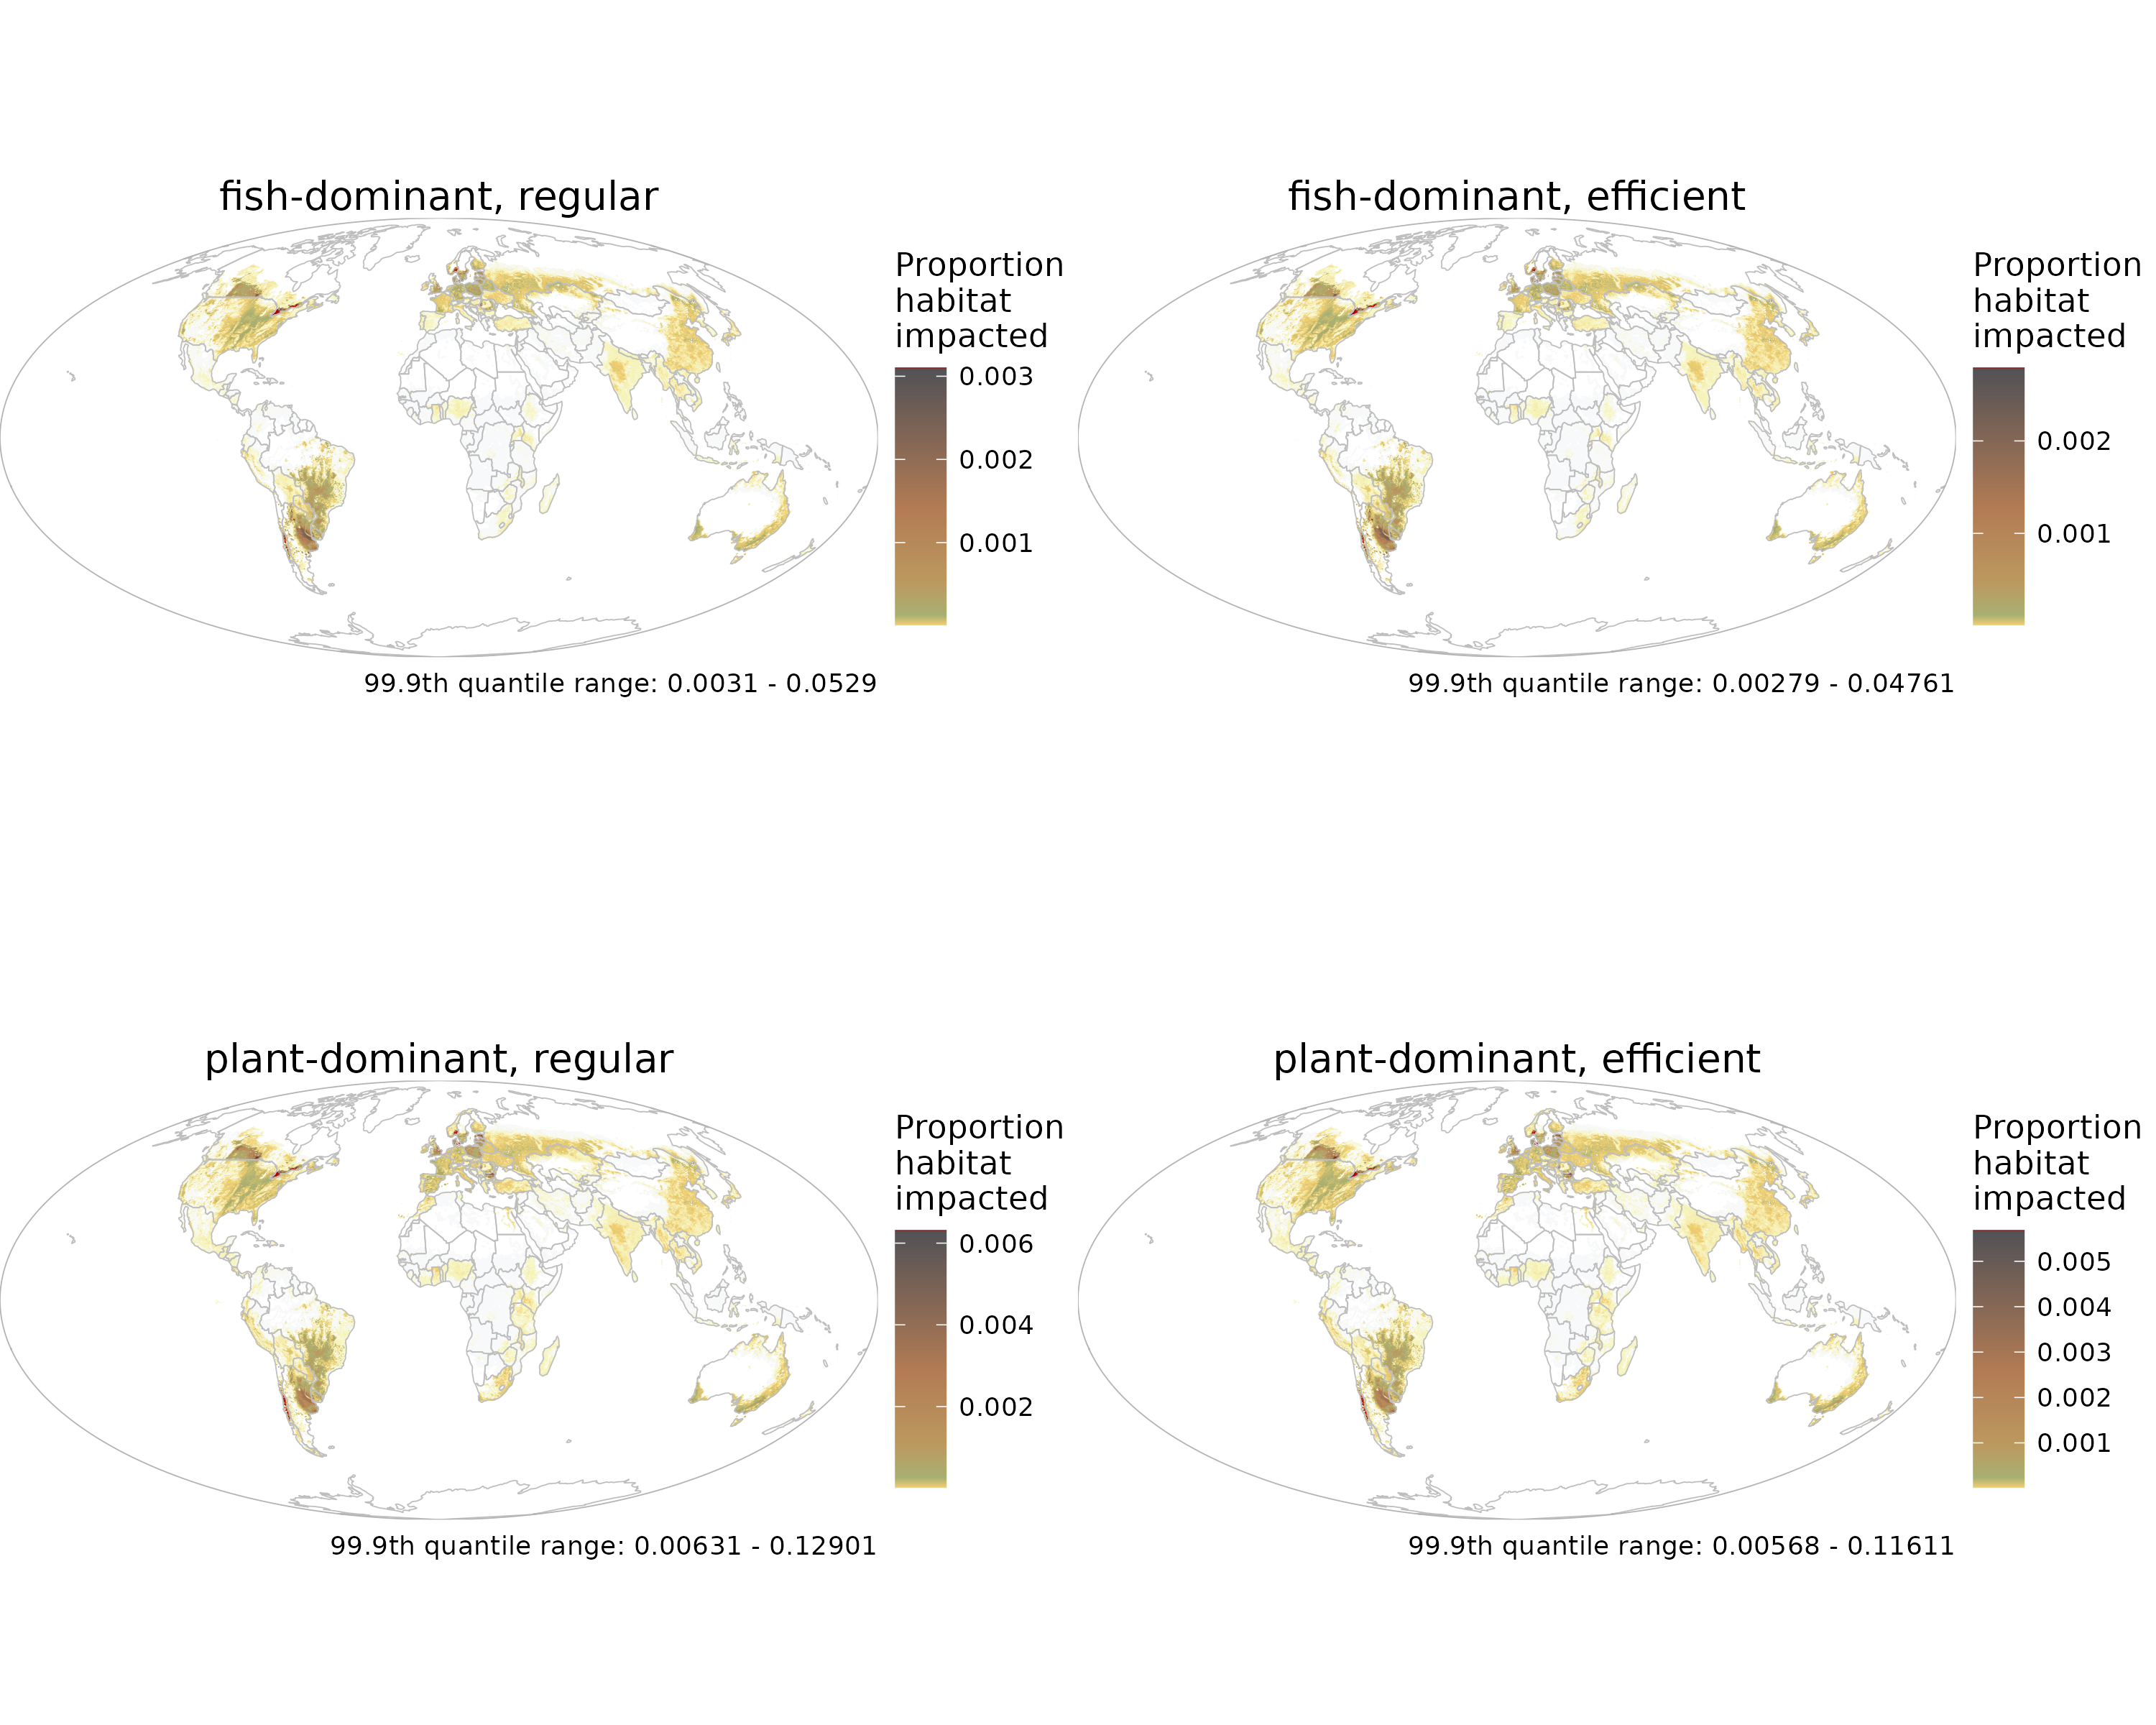 fish-dominant, regular
Proportion
habitat
impacted
0.003
0.002
0.001
99.9th quantile range: 0.0031 - 0.0529
fish-dominant, efficient
Proportion
habitat
impacted
0.002
0.001
99.9th quantile range: 0.00279 - 0.04761
plant-dominant, regular
Proportion
habitat
impacted
0.006
0.004
0.002
99.9th quantile range: 0.00631 - 0.12901
plant-dominant, efficient
Proportion
habitat
impacted
0.005
0.004
0.003
0.002
0.001
99.9th quantile range: 0.00568 - 0.11611